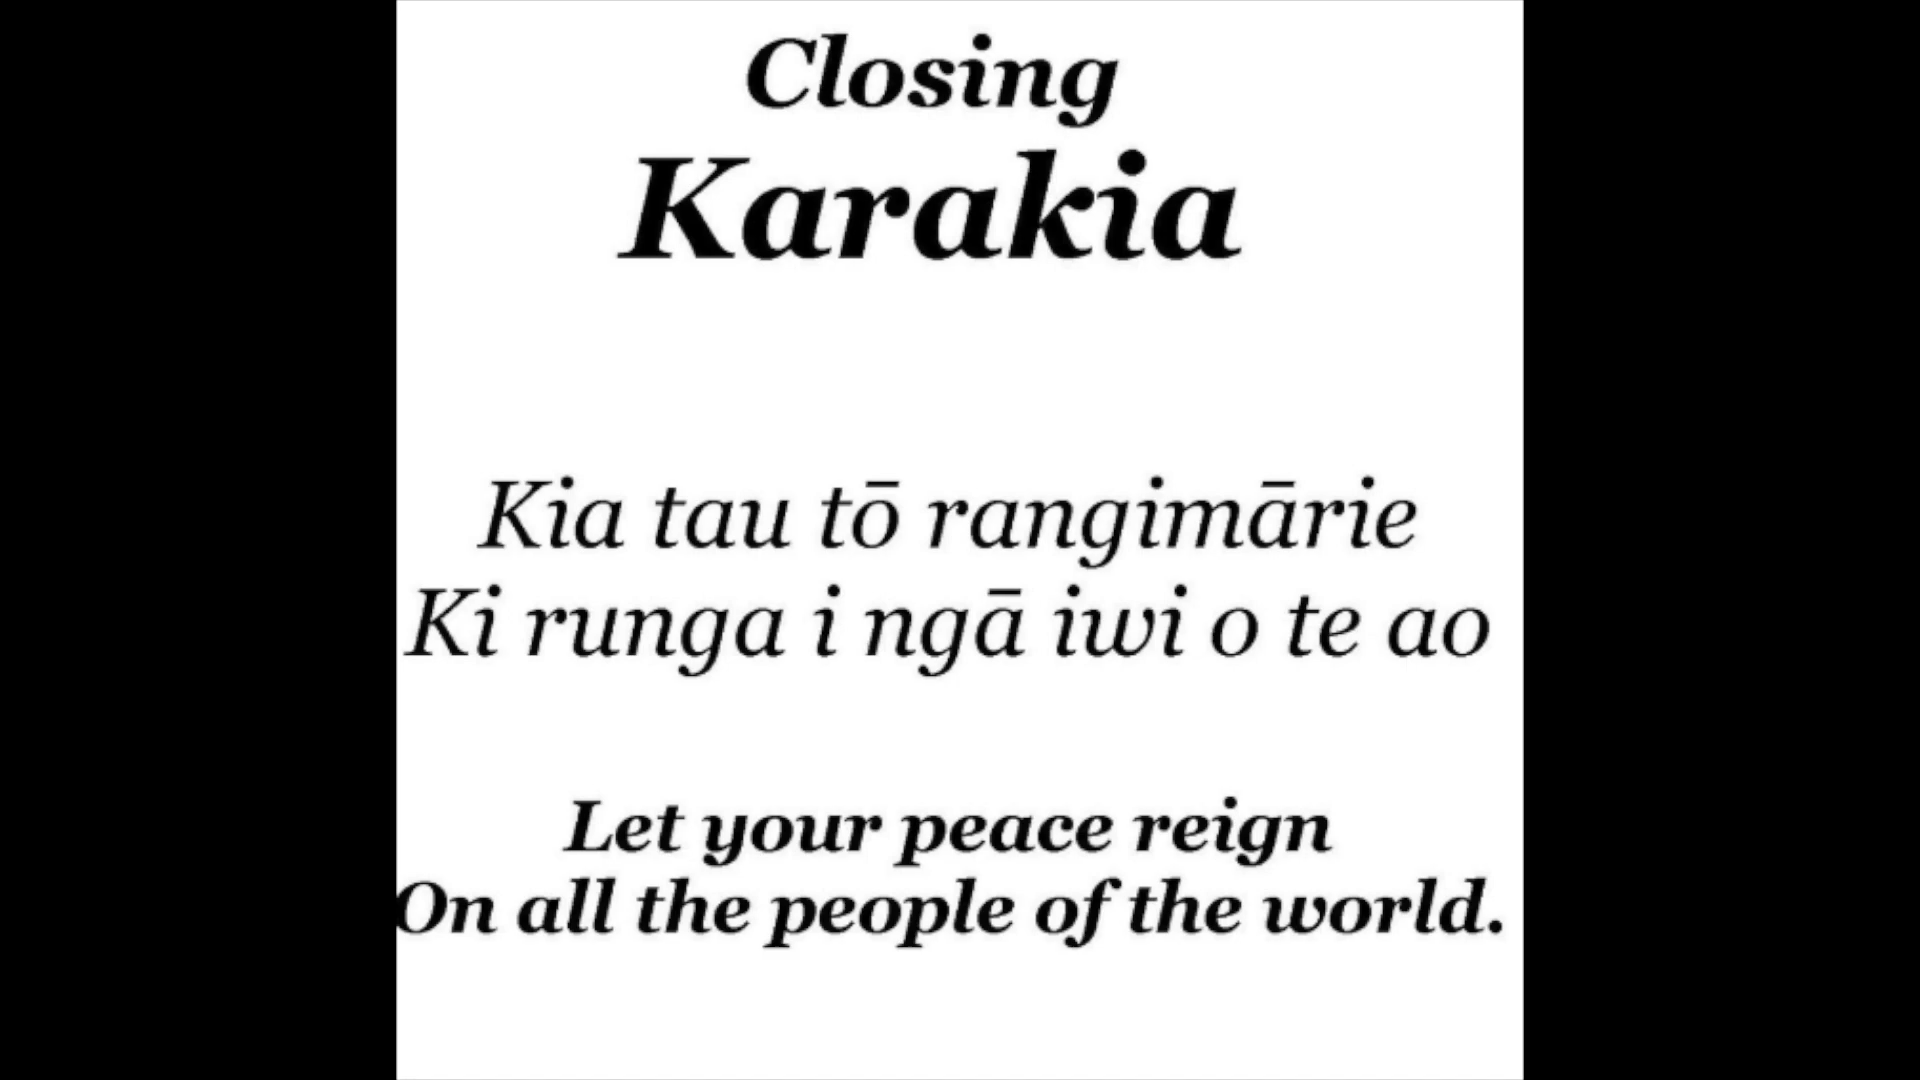 Closing
Karakia
Kia tau tō rangimārie
Ki runga i ngā iwi o te ao
Let your peace reign
On all the people of the world.